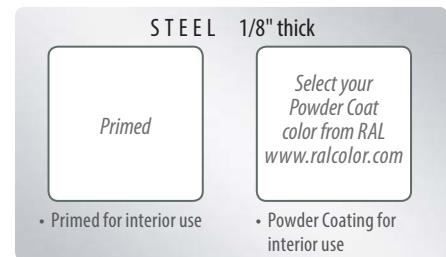 STEEL 1/8" thick
Primed
Select your
Powder Coat
color from RAL
www.ralcolor.com
• Primed for interior use
• Powder Coating for
interior use